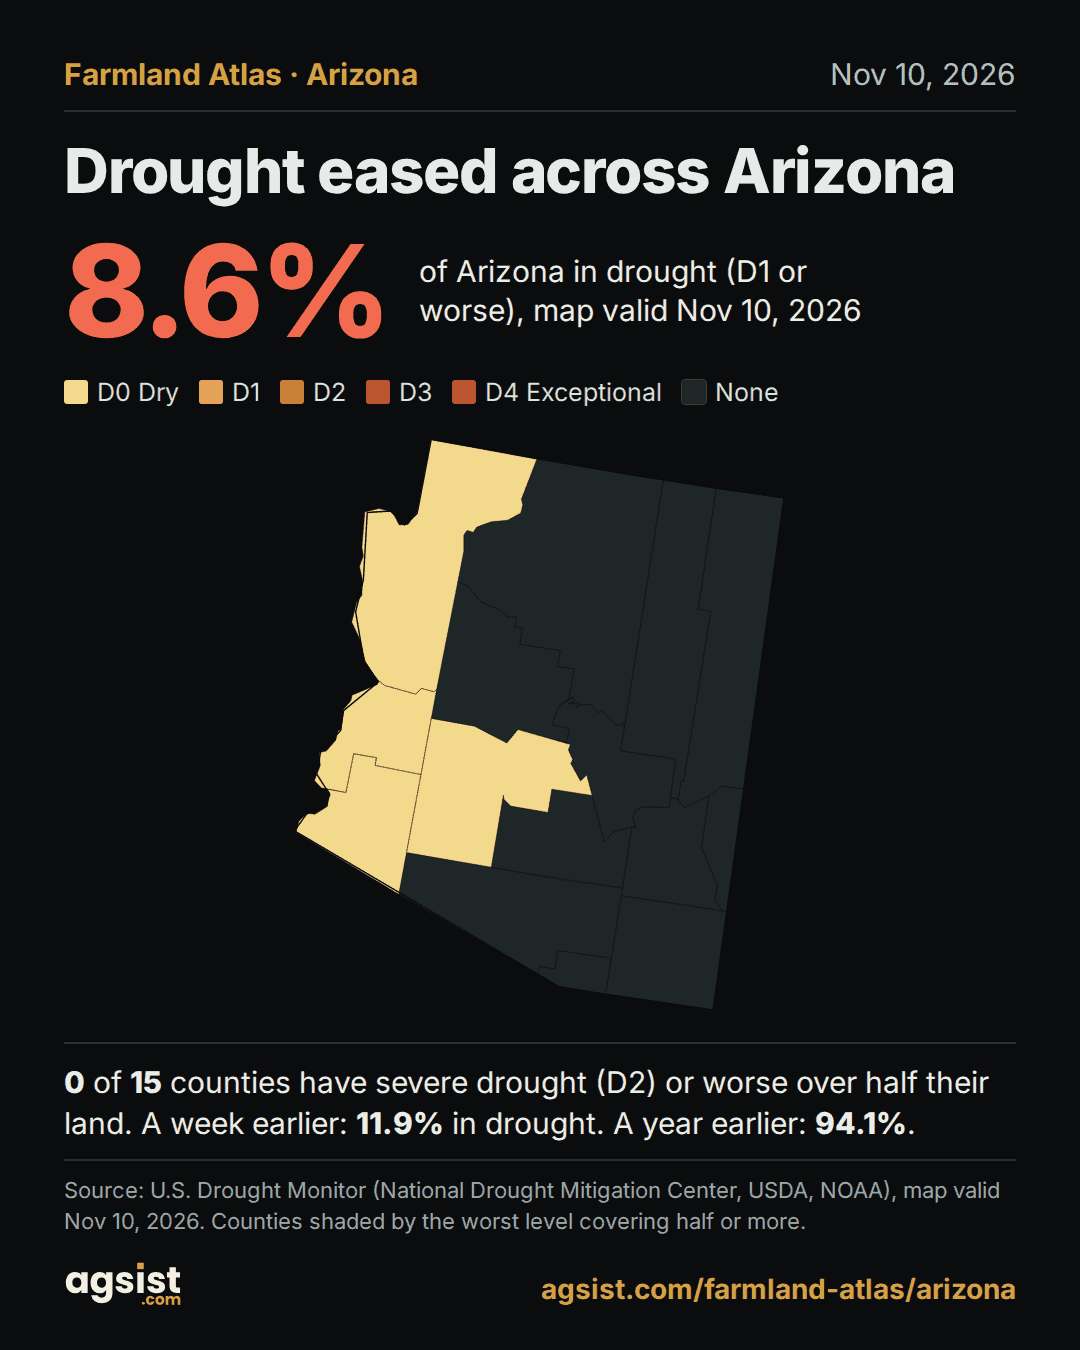 Farmland Atlas · Arizona
Nov 10, 2026
Drought eased across Arizona
8.6%
of Arizona in drought (D1 or
worse), map valid Nov 10, 2026
D0 Dry D1 D2 D3 D4 Exceptional None
0 of 15 counties have severe drought (D2) or worse over half their
land. A week earlier: 11.9% in drought. A year earlier: 94.1%.
Source: U.S. Drought Monitor (National Drought Mitigation Center, USDA, NOAA), map valid
Nov 10, 2026. Counties shaded by the worst level covering half or more.
agsist
.com
agsist.com/farmland-atlas/arizona